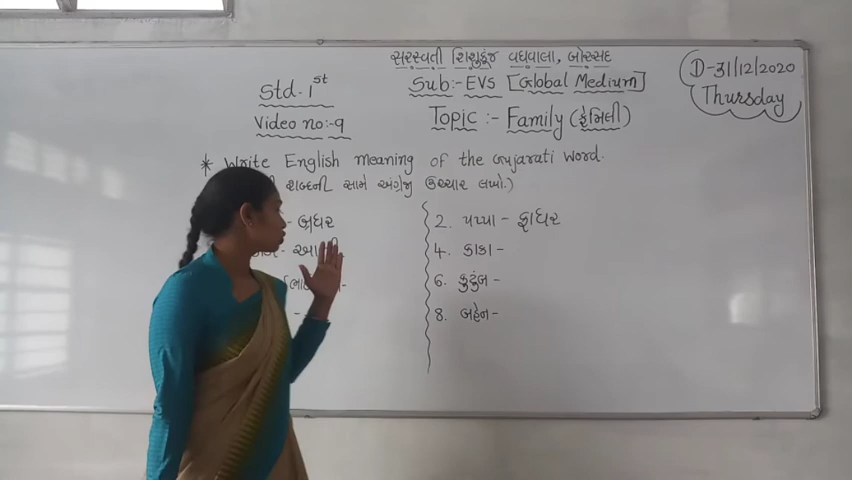 સરસ્વતી શિશુકુંજ વઘવાલા, બોરસદ
D-31/12/2020
Thursday
Std-1st
Sub:-EVS [Global Medium]
Video no:-9
Topic :- Family (ફેમિલી)
* Write English meaning of the Gujarati word.
શબ્દની સામે અંગ્રેજી ઉચ્ચાર લખો.)
- બ્રધર
2. પપ્પા - ફાધર
4. કાકા -
6. કુટુંબ -
8. બહેન -